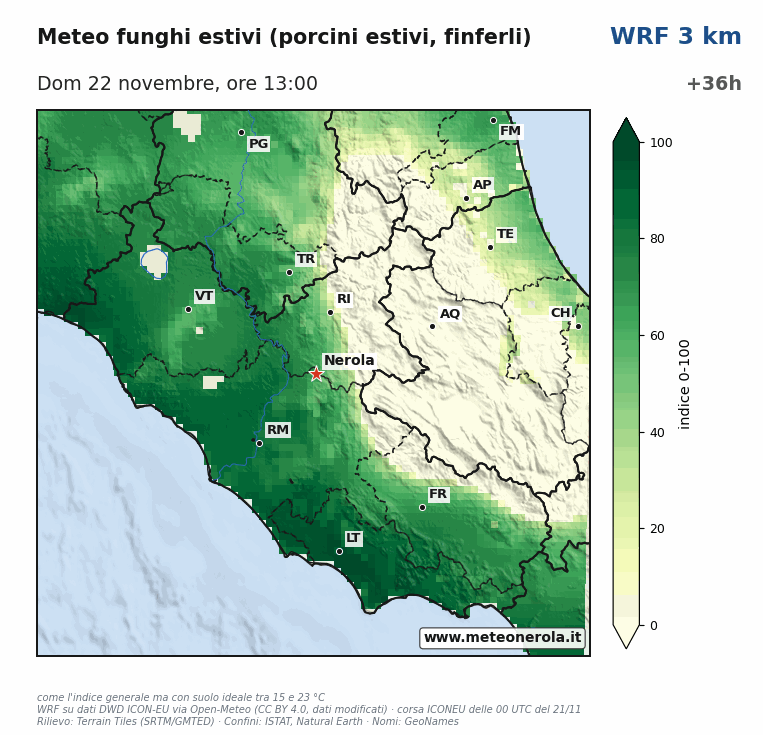 Meteo funghi estivi (porcini estivi, finferli)
WRF 3 km
Dom 22 novembre, ore 13:00
+36h
FM
PG
AP
TE
TR
VT
RI
AQ
CH
Nerola
RM
FR
LT
www.meteonerola.it
100
80
60
40
20
0
indice 0-100
come l'indice generale ma con suolo ideale tra 15 e 23 °C
WRF su dati DWD ICON-EU via Open-Meteo (CC BY 4.0, dati modificati) · corsa ICONEU delle 00 UTC del 21/11
Rilievo: Terrain Tiles (SRTM/GMTED) · Confini: ISTAT, Natural Earth · Nomi: GeoNames